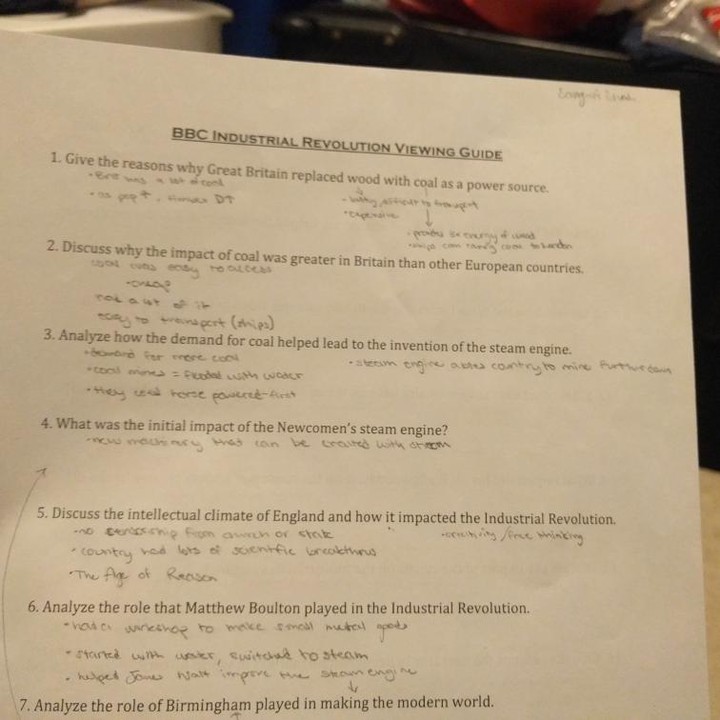 BBC INDUSTRIAL REVOLUTION VIEWING GUIDE
1. Give the reasons why Great Britain replaced wood with coal as a power source.
• Brit had a lot of coal
• as pop ↑, timber
• bulky, difficult to transport
• expensive
• energy of wood
• ships can carry coal to London
2. Discuss why the impact of coal was greater in Britain than other European countries.
coal was easy to access
• cheap
not a lot of it
easy to transport (ships)
3. Analyze how the demand for coal helped lead to the invention of the steam engine.
• demand for more coal
• steam engine country to mine further down
• coal mines = flooded with water
• they used horse powered first
4. What was the initial impact of the Newcomen's steam engine?
• new machinery that can be created with steam
5. Discuss the intellectual climate of England and how it impacted the Industrial Revolution.
• no from church or state
• creativity / free thinking
• country had lots of scientific breakthrus
• The Age of Reason
6. Analyze the role that Matthew Boulton played in the Industrial Revolution.
• had a workshop to make small metal goods
• started with water, switched to steam
• helped James Watt improve the steam engine
7. Analyze the role of Birmingham played in making the modern world.